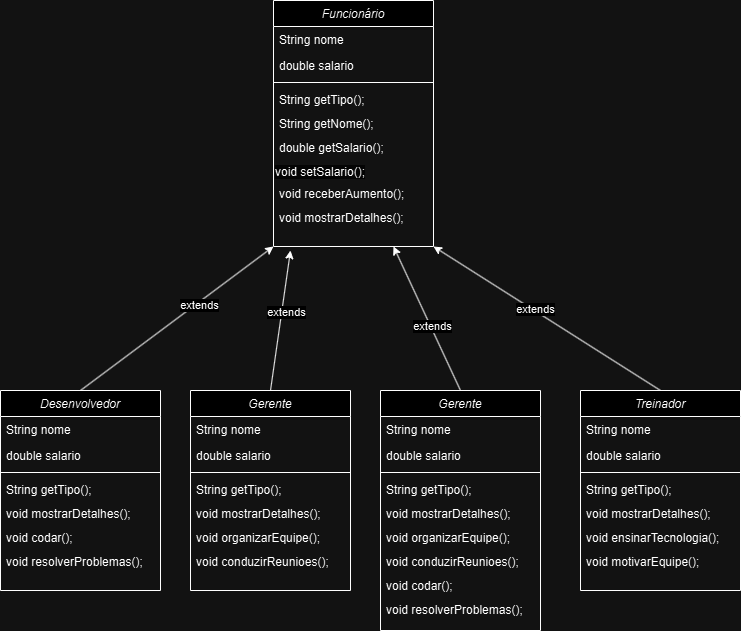 Funcionário
String nome
double salario
String getTipo();
String getNome();
double getSalario();
void setSalario();
void receberAumento();
void mostrarDetalhes();
extends
extends
extends
extends
Desenvolvedor
String nome
double salario
String getTipo();
void mostrarDetalhes();
void codar();
void resolverProblemas();
Gerente
String nome
double salario
String getTipo();
void mostrarDetalhes();
void organizarEquipe();
void conduzirReunioes();
Gerente
String nome
double salario
String getTipo();
void mostrarDetalhes();
void organizarEquipe();
void conduzirReunioes();
void codar();
void resolverProblemas();
Treinador
String nome
double salario
String getTipo();
void mostrarDetalhes();
void ensinarTecnologia();
void motivarEquipe();